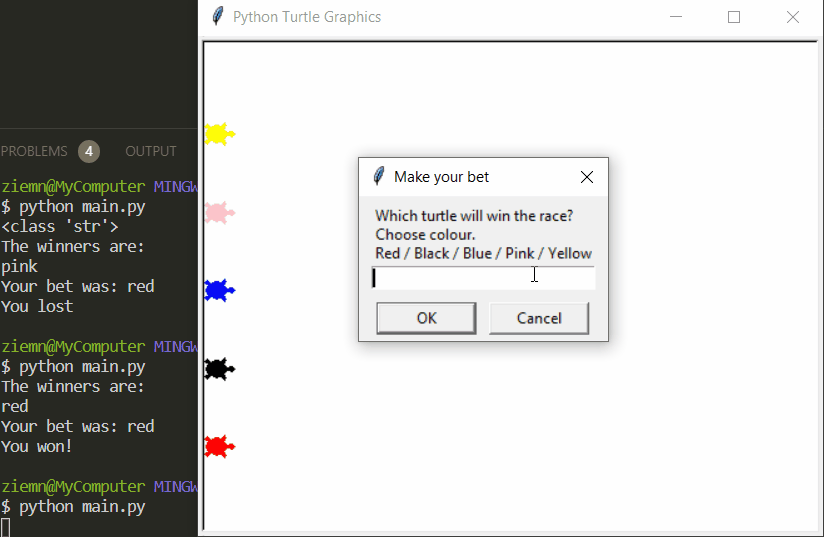 Python Turtle Graphics
PROBLEMS 4 OUTPUT
ziemn@MyComputer MINGW
$ python main.py
<class 'str'>
The winners are:
pink
Your bet was: red
You lost
ziemn@MyComputer MINGW
$ python main.py
The winners are:
red
Your bet was: red
You won!
ziemn@MyComputer MINGW
$ python main.py
Make your bet
Which turtle will win the race?
Choose colour.
Red / Black / Blue / Pink / Yellow
OK Cancel